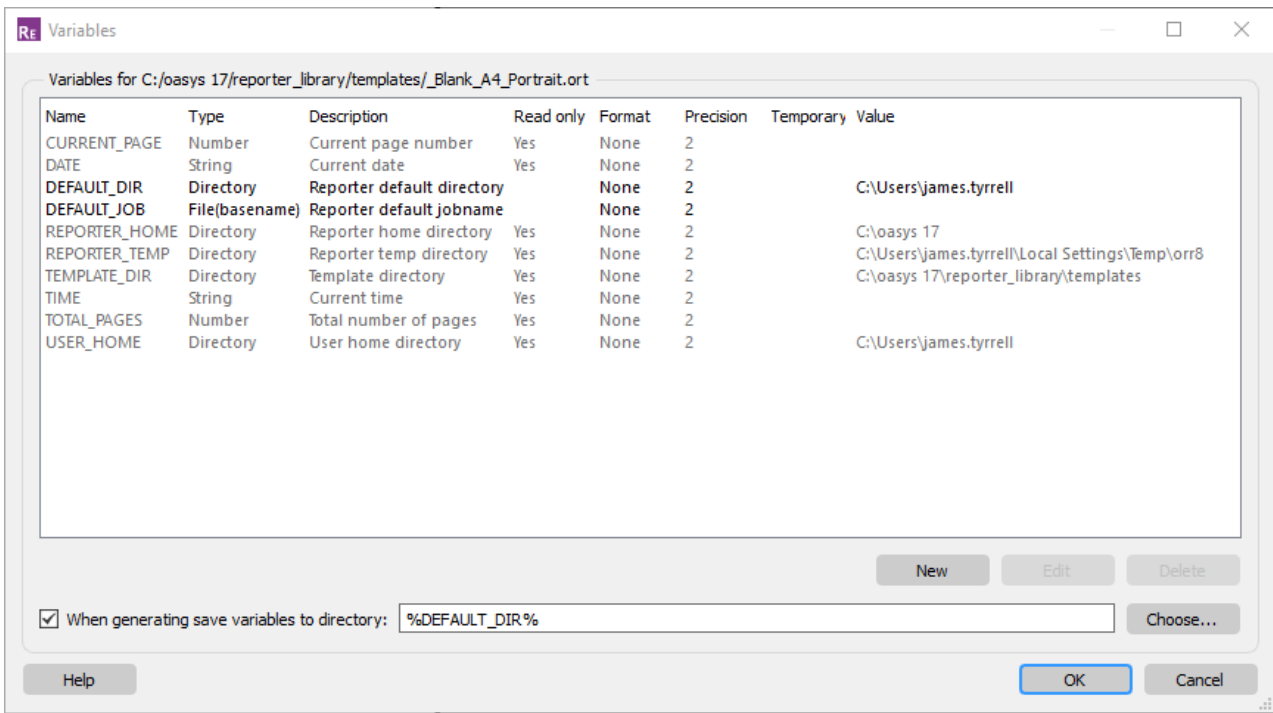 RE Variables
Variables for C:/oasys 17/reporter_library/templates/_Blank_A4_Portrait.ort
Name Type Description Read only Format Precision Temporary Value
CURRENT_PAGE Number Current page number Yes None 2
DATE String Current date Yes None 2
DEFAULT_DIR Directory Reporter default directory None 2 C:\Users\james.tyrrell
DEFAULT_JOB File(basename) Reporter default jobname None 2
REPORTER_HOME Directory Reporter home directory Yes None 2 C:\oasys 17
REPORTER_TEMP Directory Reporter temp directory Yes None 2 C:\Users\james.tyrrell\Local Settings\Temp\orr8
TEMPLATE_DIR Directory Template directory Yes None 2 C:\oasys 17\reporter_library\templates
TIME String Current time Yes None 2
TOTAL_PAGES Number Total number of pages Yes None 2
USER_HOME Directory User home directory Yes None 2 C:\Users\james.tyrrell
New Edit Delete
When generating save variables to directory: %DEFAULT_DIR% Choose...
Help OK Cancel